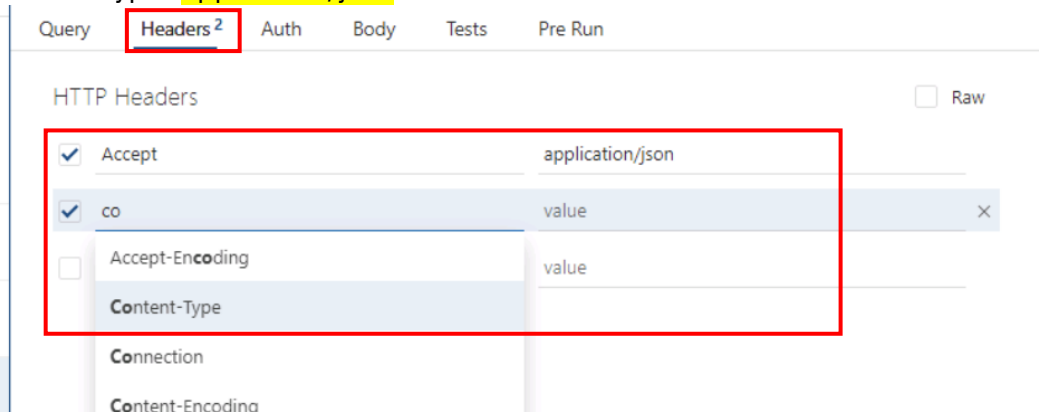 Query Headers 2 Auth Body Tests Pre Run
HTTP Headers Raw
Accept application/json
co value
Accept-Encoding value
Content-Type
Connection
Content-Encoding